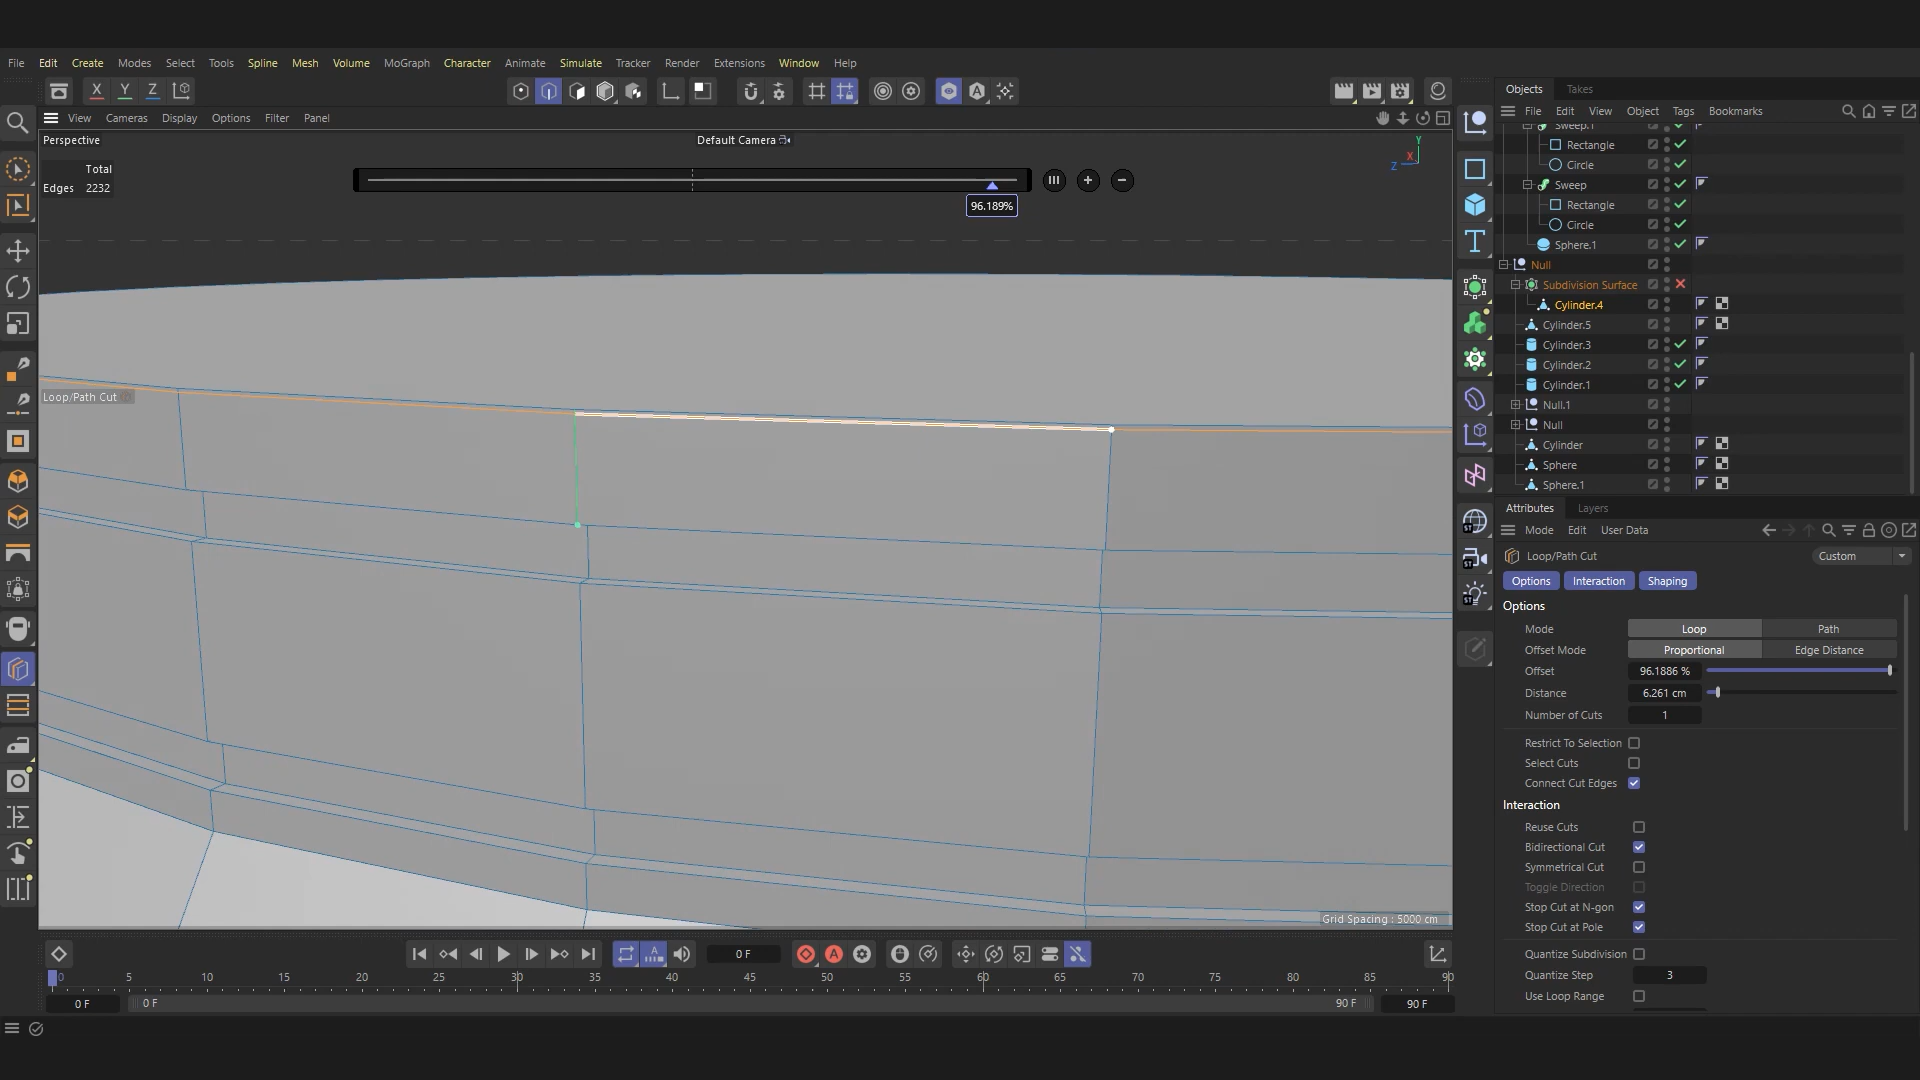 File Edit Create Modes Select Tools Spline Mesh Volume MoGraph Character Animate Simulate Tracker Render Extensions Window Help
X Y Z
A
View Cameras Display Options Filter Panel
Perspective
Default Camera
Total
Edges 2232
96.189%
Y
X
Z
Loop/Path Cut
Grid Spacing : 5000 cm
T
ST
ST
ST
0 F
A
A
0 5 10 15 20 25 30 35 40 45 50 55 60 65 70 75 80 85 90
0 F
0 F
90 F
90 F
Objects Takes
File Edit View Object Tags Bookmarks
Sweep.1
Rectangle
Circle
Sweep
Rectangle
Circle
Sphere.1
Null
Subdivision Surface
Cylinder.4
Cylinder.5
Cylinder.3
Cylinder.2
Cylinder.1
Null.1
Null
Cylinder
Sphere
Sphere.1
Attributes Layers
Mode Edit User Data
Loop/Path Cut
Custom
Options Interaction Shaping
Options
Mode Loop Path
Offset Mode Proportional Edge Distance
Offset 96.1886 %
Distance 6.261 cm
Number of Cuts 1
Restrict To Selection
Select Cuts
Connect Cut Edges
Interaction
Reuse Cuts
Bidirectional Cut
Symmetrical Cut
Toggle Direction
Stop Cut at N-gon
Stop Cut at Pole
Quantize Subdivision
Quantize Step 3
Use Loop Range